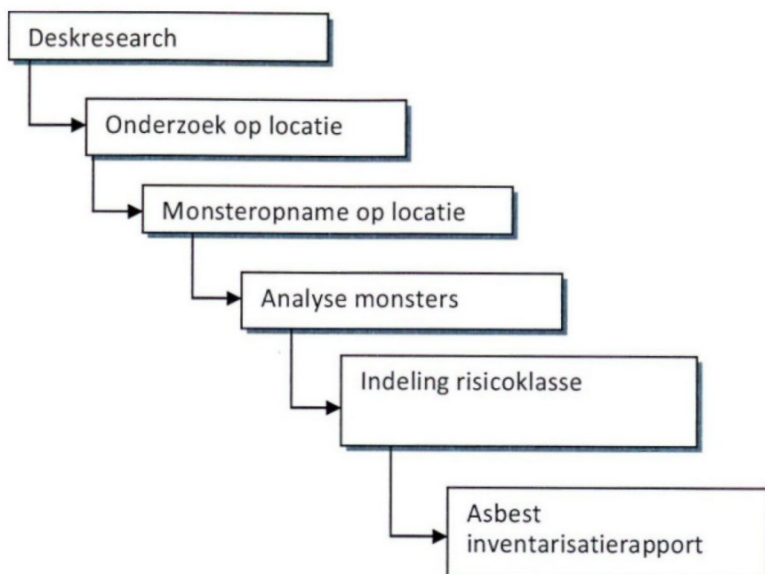 Deskresearch
Onderzoek op locatie
Monsteropname op locatie
Analyse monsters
Indeling risicoklasse
Asbest
inventarisatierapport